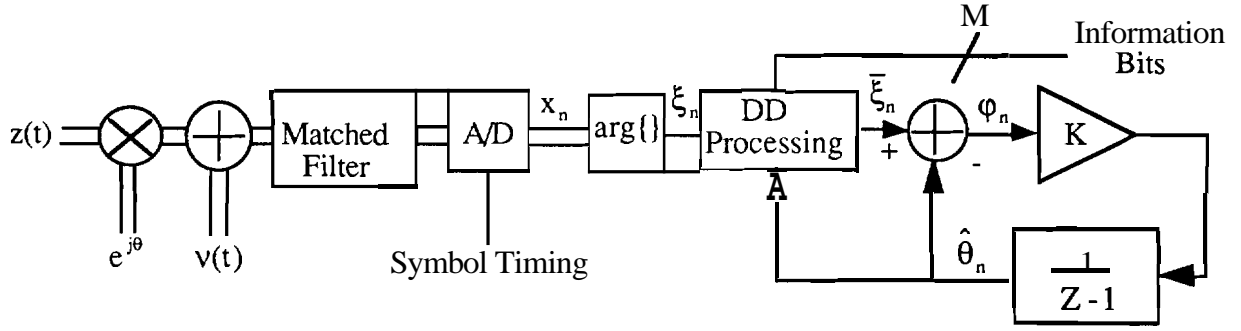 M
Information
Bits
z(t)
Matched
Filter
A/D
x_n
arg{}
ξ_n
DD
Processing
A
ξ̄_n
+
-
φ_n
K
e^{jθ}
ν(t)
Symbol Timing
θ̂_n
1
Z -1